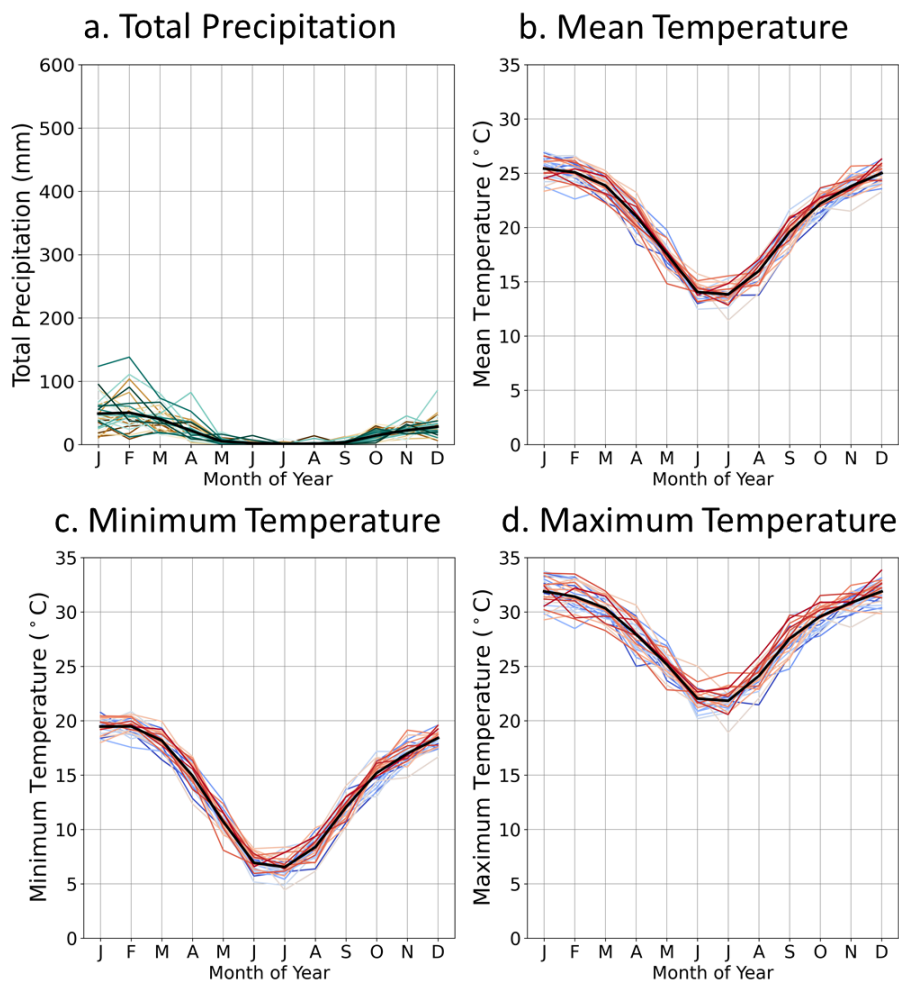 a. Total Precipitation
600
500
400
300
200
100
0
Total Precipitation (mm)
J F M A M J J A S O N D
Month of Year
b. Mean Temperature
35
30
25
20
15
10
5
0
Mean Temperature (°C)
J F M A M J J A S O N D
Month of Year
c. Minimum Temperature
35
30
25
20
15
10
5
0
Minimum Temperature (°C)
J F M A M J J A S O N D
Month of Year
d. Maximum Temperature
35
30
25
20
15
10
5
0
Maximum Temperature (°C)
J F M A M J J A S O N D
Month of Year